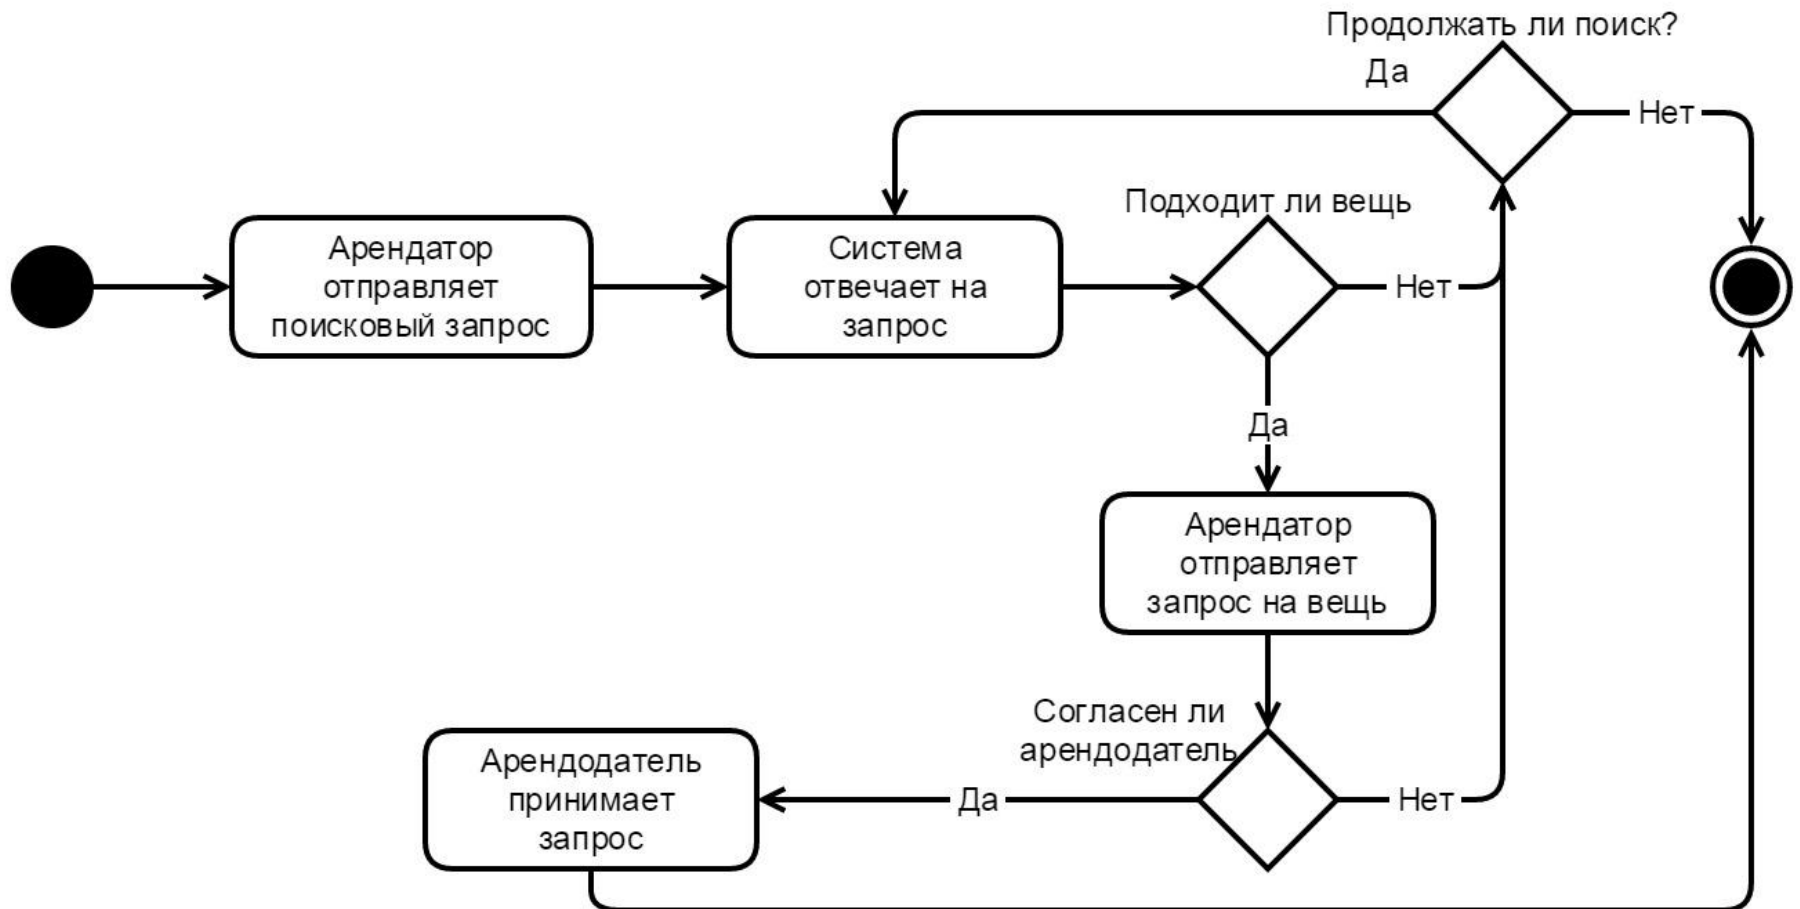 Продолжать ли поиск?
Да
Нет
Подходит ли вещь
Арендатор
отправляет
поисковый запрос
Система
отвечает на
запрос
Нет
Да
Арендатор
отправляет
запрос на вещь
Согласен ли
арендодатель
Арендодатель
принимает
запрос
Да
Нет